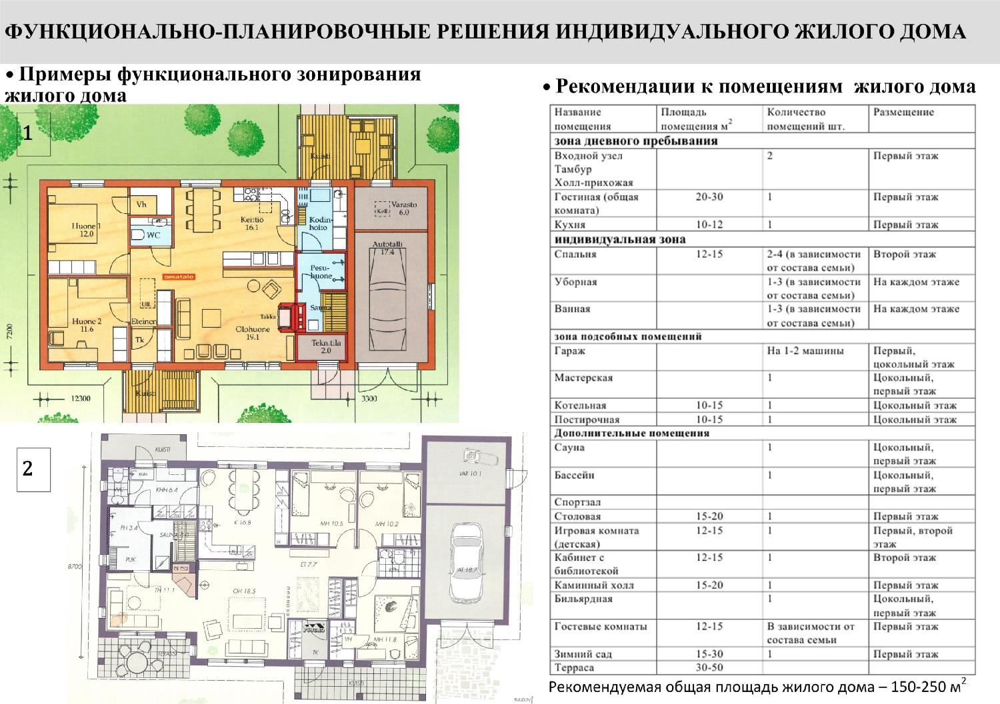 ФУНКЦИОНАЛЬНО-ПЛАНИРОВОЧНЫЕ РЕШЕНИЯ ИНДИВИДУАЛЬНОГО ЖИЛОГО ДОМА
• Примеры функционального зонирования
жилого дома
1
Kuisti
Vh
Huone 1
12.0
WC
Keittiö
16.1
Kodin-
hoito
Varasto
6.0
Kell.
Autotalli
17.4
omatalo
Pesu-
huone
Ull.
Huone 2
11.6
Eteinen
Tk
Takka
Olohuone
19.1
Sauna
Tekn.tila
2.0
Kuisti
7200
12300
3300
2
KUISTI
KURA
WC
KHH 6.4
K 16.8
MH 10.5
MH 10.2
VAR 10.1
PH 3.4
SAUNA
PUK
8700
ET 7.7
KPH
AT 18.7
TH 11.1
OH 18.5
VH
MH 11.8
TK
TERASSI
KUISTI
• Рекомендации к помещениям жилого дома
Название помещения Площадь помещения м2 Количество помещений шт. Размещение
зона дневного пребывания
Входной узел Тамбур Холл-прихожая 2 Первый этаж
Гостиная (общая комната) 20-30 1 Первый этаж
Кухня 10-12 1 Первый этаж
индивидуальная зона
Спальня 12-15 2-4 (в зависимости от состава семьи) Второй этаж
Уборная 1-3 (в зависимости от состава семьи) На каждом этаже
Ванная 1-3 (в зависимости от состава семьи) На каждом этаже
зона подсобных помещений
Гараж На 1-2 машины Первый, цокольный этаж
Мастерская 1 Цокольный, первый этаж
Котельная 10-15 1 Цокольный этаж
Постирочная 10-15 1 Цокольный этаж
Дополнительные помещения
Сауна 1 Цокольный, первый этаж
Бассейн 1 Цокольный, первый этаж
Спортзал
Столовая 15-20 1 Первый этаж
Игровая комната (детская) 12-15 1 Первый, второй этаж
Кабинет с библиотекой 12-15 1 Второй этаж
Каминный холл 15-20 1 Первый этаж
Бильярдная 1 Цокольный, первый этаж
Гостевые комнаты 12-15 В зависимости от состава семьи Первый этаж
Зимний сад 15-30 1 Первый этаж
Терраса 30-50
Рекомендуемая общая площадь жилого дома – 150-250 м2